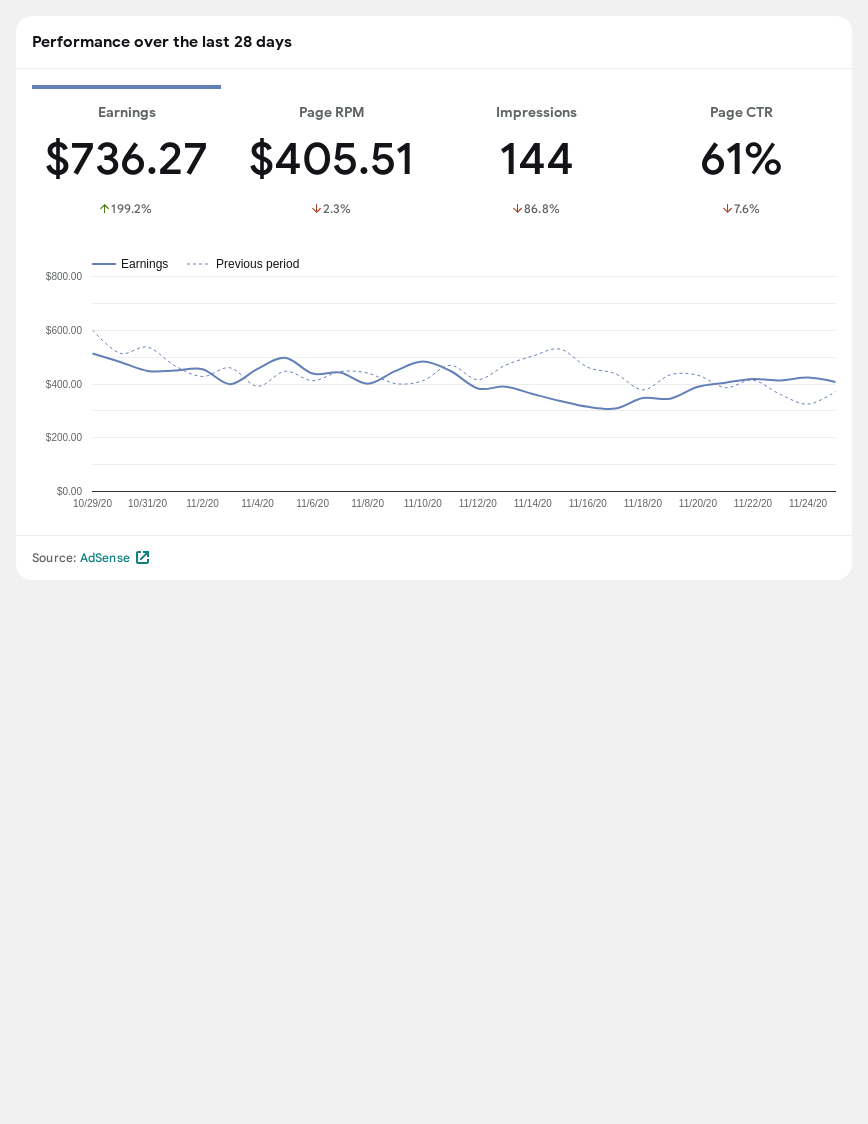 Performance over the last 28 days
Earnings Page RPM Impressions Page CTR
$736.27 $405.51 144 61%
199.2% 2.3% 86.8% 7.6%
Earnings Previous period
$800.00
$600.00
$400.00
$200.00
$0.00
10/29/20 10/31/20 11/2/20 11/4/20 11/6/20 11/8/20 11/10/20 11/12/20 11/14/20 11/16/20 11/18/20 11/20/20 11/22/20 11/24/20
Source: AdSense